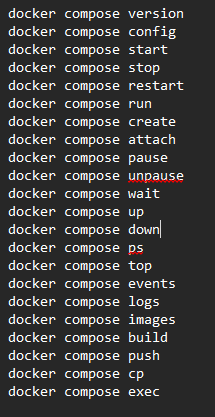 docker compose version
docker compose config
docker compose start
docker compose stop
docker compose restart
docker compose run
docker compose create
docker compose attach
docker compose pause
docker compose unpause
docker compose wait
docker compose up
docker compose down
docker compose ps
docker compose top
docker compose events
docker compose logs
docker compose images
docker compose build
docker compose push
docker compose cp
docker compose exec